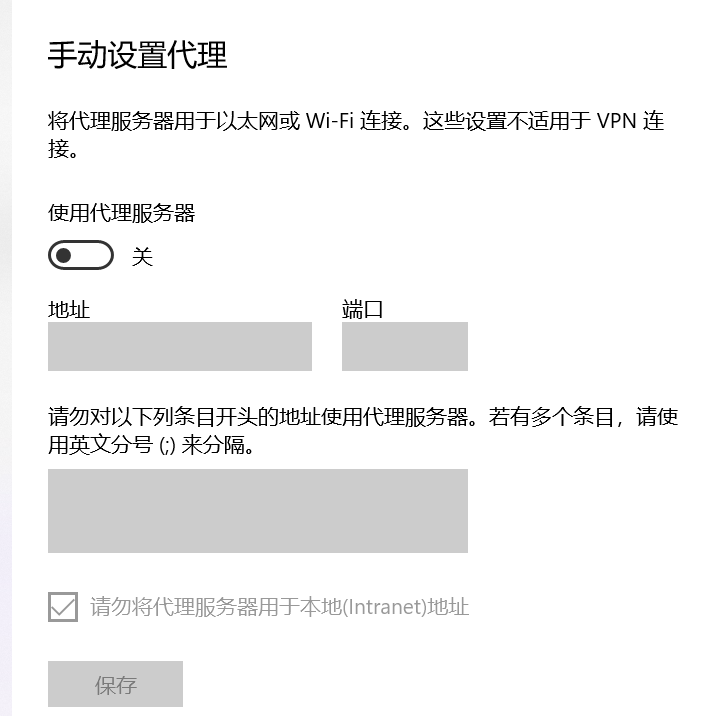 手动设置代理
将代理服务器用于以太网或 Wi-Fi 连接。这些设置不适用于 VPN 连
接。
使用代理服务器
关
地址 端口
请勿对以下列条目开头的地址使用代理服务器。若有多个条目，请使
用英文分号 (;) 来分隔。
请勿将代理服务器用于本地(Intranet)地址
保存